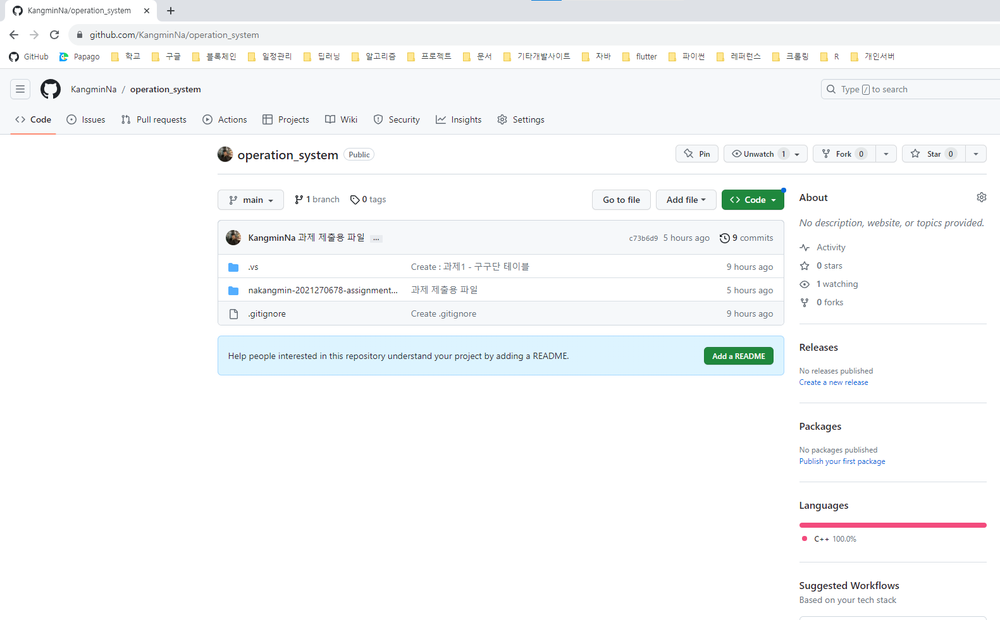 KangminNa/operation_system
github.com/KangminNa/operation_system
GitHub Papago 학교 구글 블록체인 일정관리 딥러닝 알고리즘 프로젝트 문서 기타개발사이트 자바 flutter 파이썬 레퍼런스 크롤링 R 개인서버
KangminNa / operation_system
Type / to search
Code Issues Pull requests Actions Projects Wiki Security Insights Settings
operation_system Public
Pin Unwatch 1 Fork 0 Star 0
main 1 branch 0 tags
Go to file Add file <> Code
KangminNa 과제 제출용 파일 ... c73b6d9 5 hours ago 9 commits
.vs Create : 과제1 - 구구단 테이블 9 hours ago
nakangmin-2021270678-assignment... 과제 제출용 파일 5 hours ago
.gitignore Create .gitignore 9 hours ago
Help people interested in this repository understand your project by adding a README. Add a README
About
No description, website, or topics provided.
Activity
0 stars
1 watching
0 forks
Releases
No releases published
Create a new release
Packages
No packages published
Publish your first package
Languages
C++ 100.0%
Suggested Workflows
Based on your tech stack